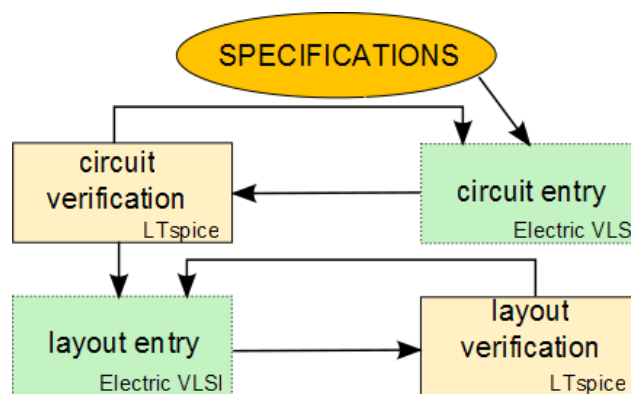 SPECIFICATIONS
circuit
verification
LTspice
circuit entry
Electric VLS
layout entry
Electric VLSI
layout
verification
LTspice